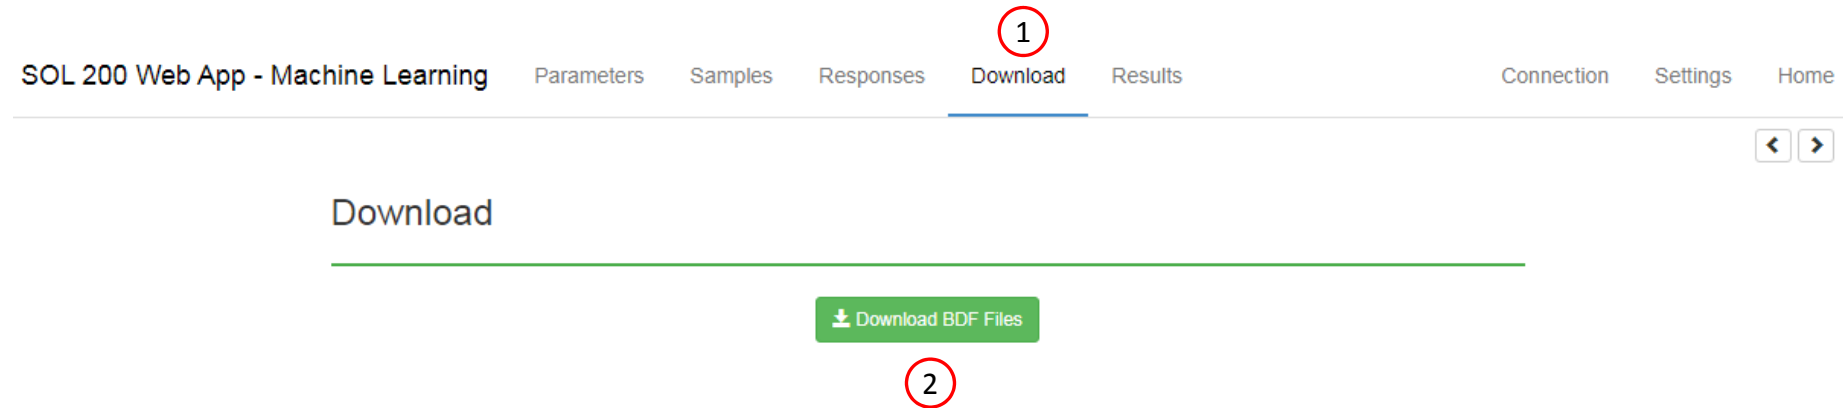 1
SOL 200 Web App - Machine Learning Parameters Samples Responses Download Results Connection Settings Home
Download
Download BDF Files
2